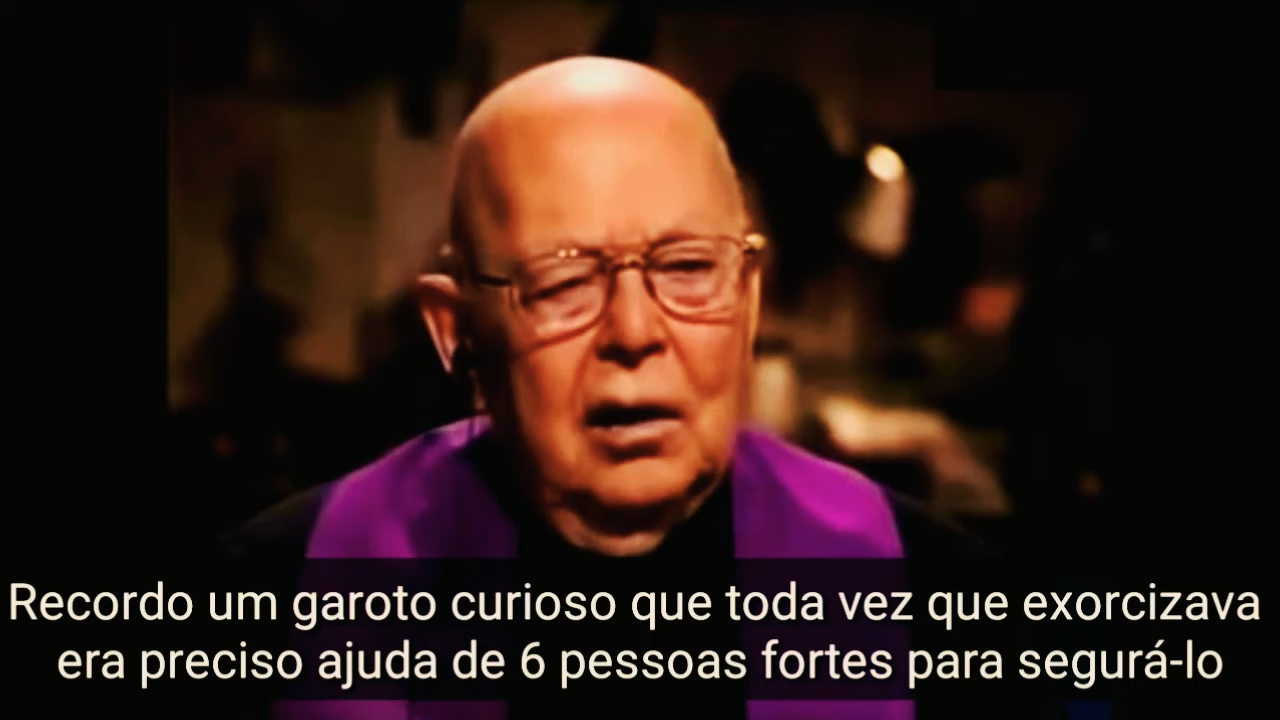 Recordo um garoto curioso que toda vez que exorcizava
era preciso ajuda de 6 pessoas fortes para segurá-lo